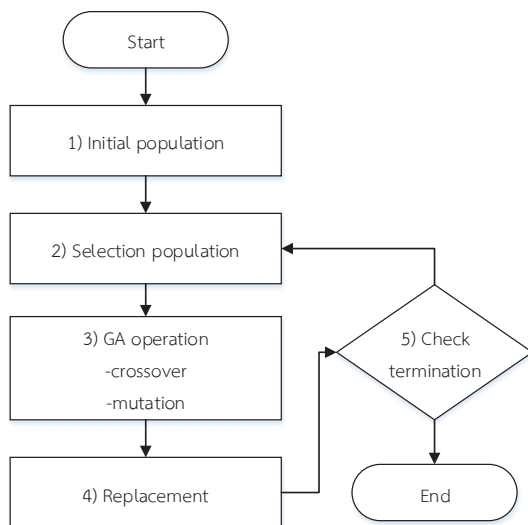 Start
1) Initial population
2) Selection population
3) GA operation
-crossover
-mutation
4) Replacement
5) Check
termination
End